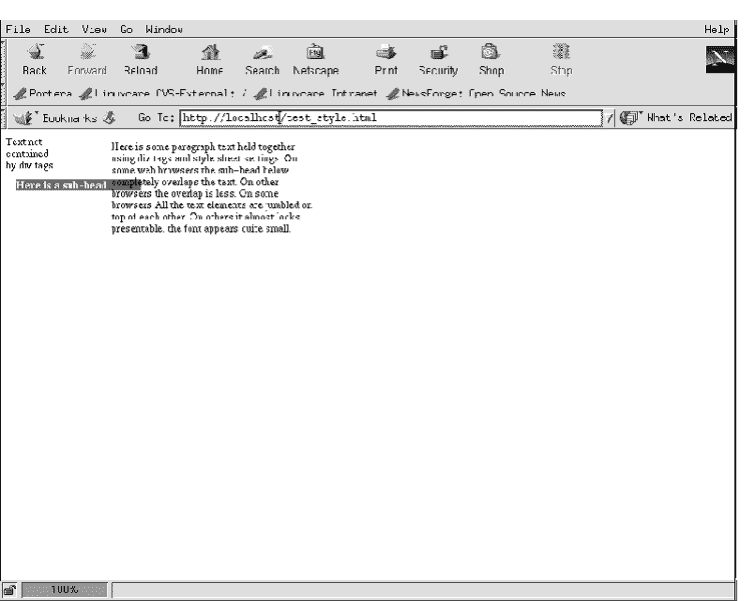 File Edit View Go Window Help
Back Forward Reload Home Search Netscape Print Security Shop Stop
Portera Linuxcare CVS-External: / Linuxcare Intranet NewsForge: Open Source News
Bookmarks Go To: http://localhost/test_style.html What's Related
Text not
contained
by div tags
Here is some paragraph text held together
using div tags and style sheet settings. On
some web browsers the sub-head below
Here is a sub-head
completely overlaps the text. On other
browsers the overlap is less. On some
browsers All the text elements are jumbled on
top of each other. On others it almost looks
presentable, the font appears quite small.
100%